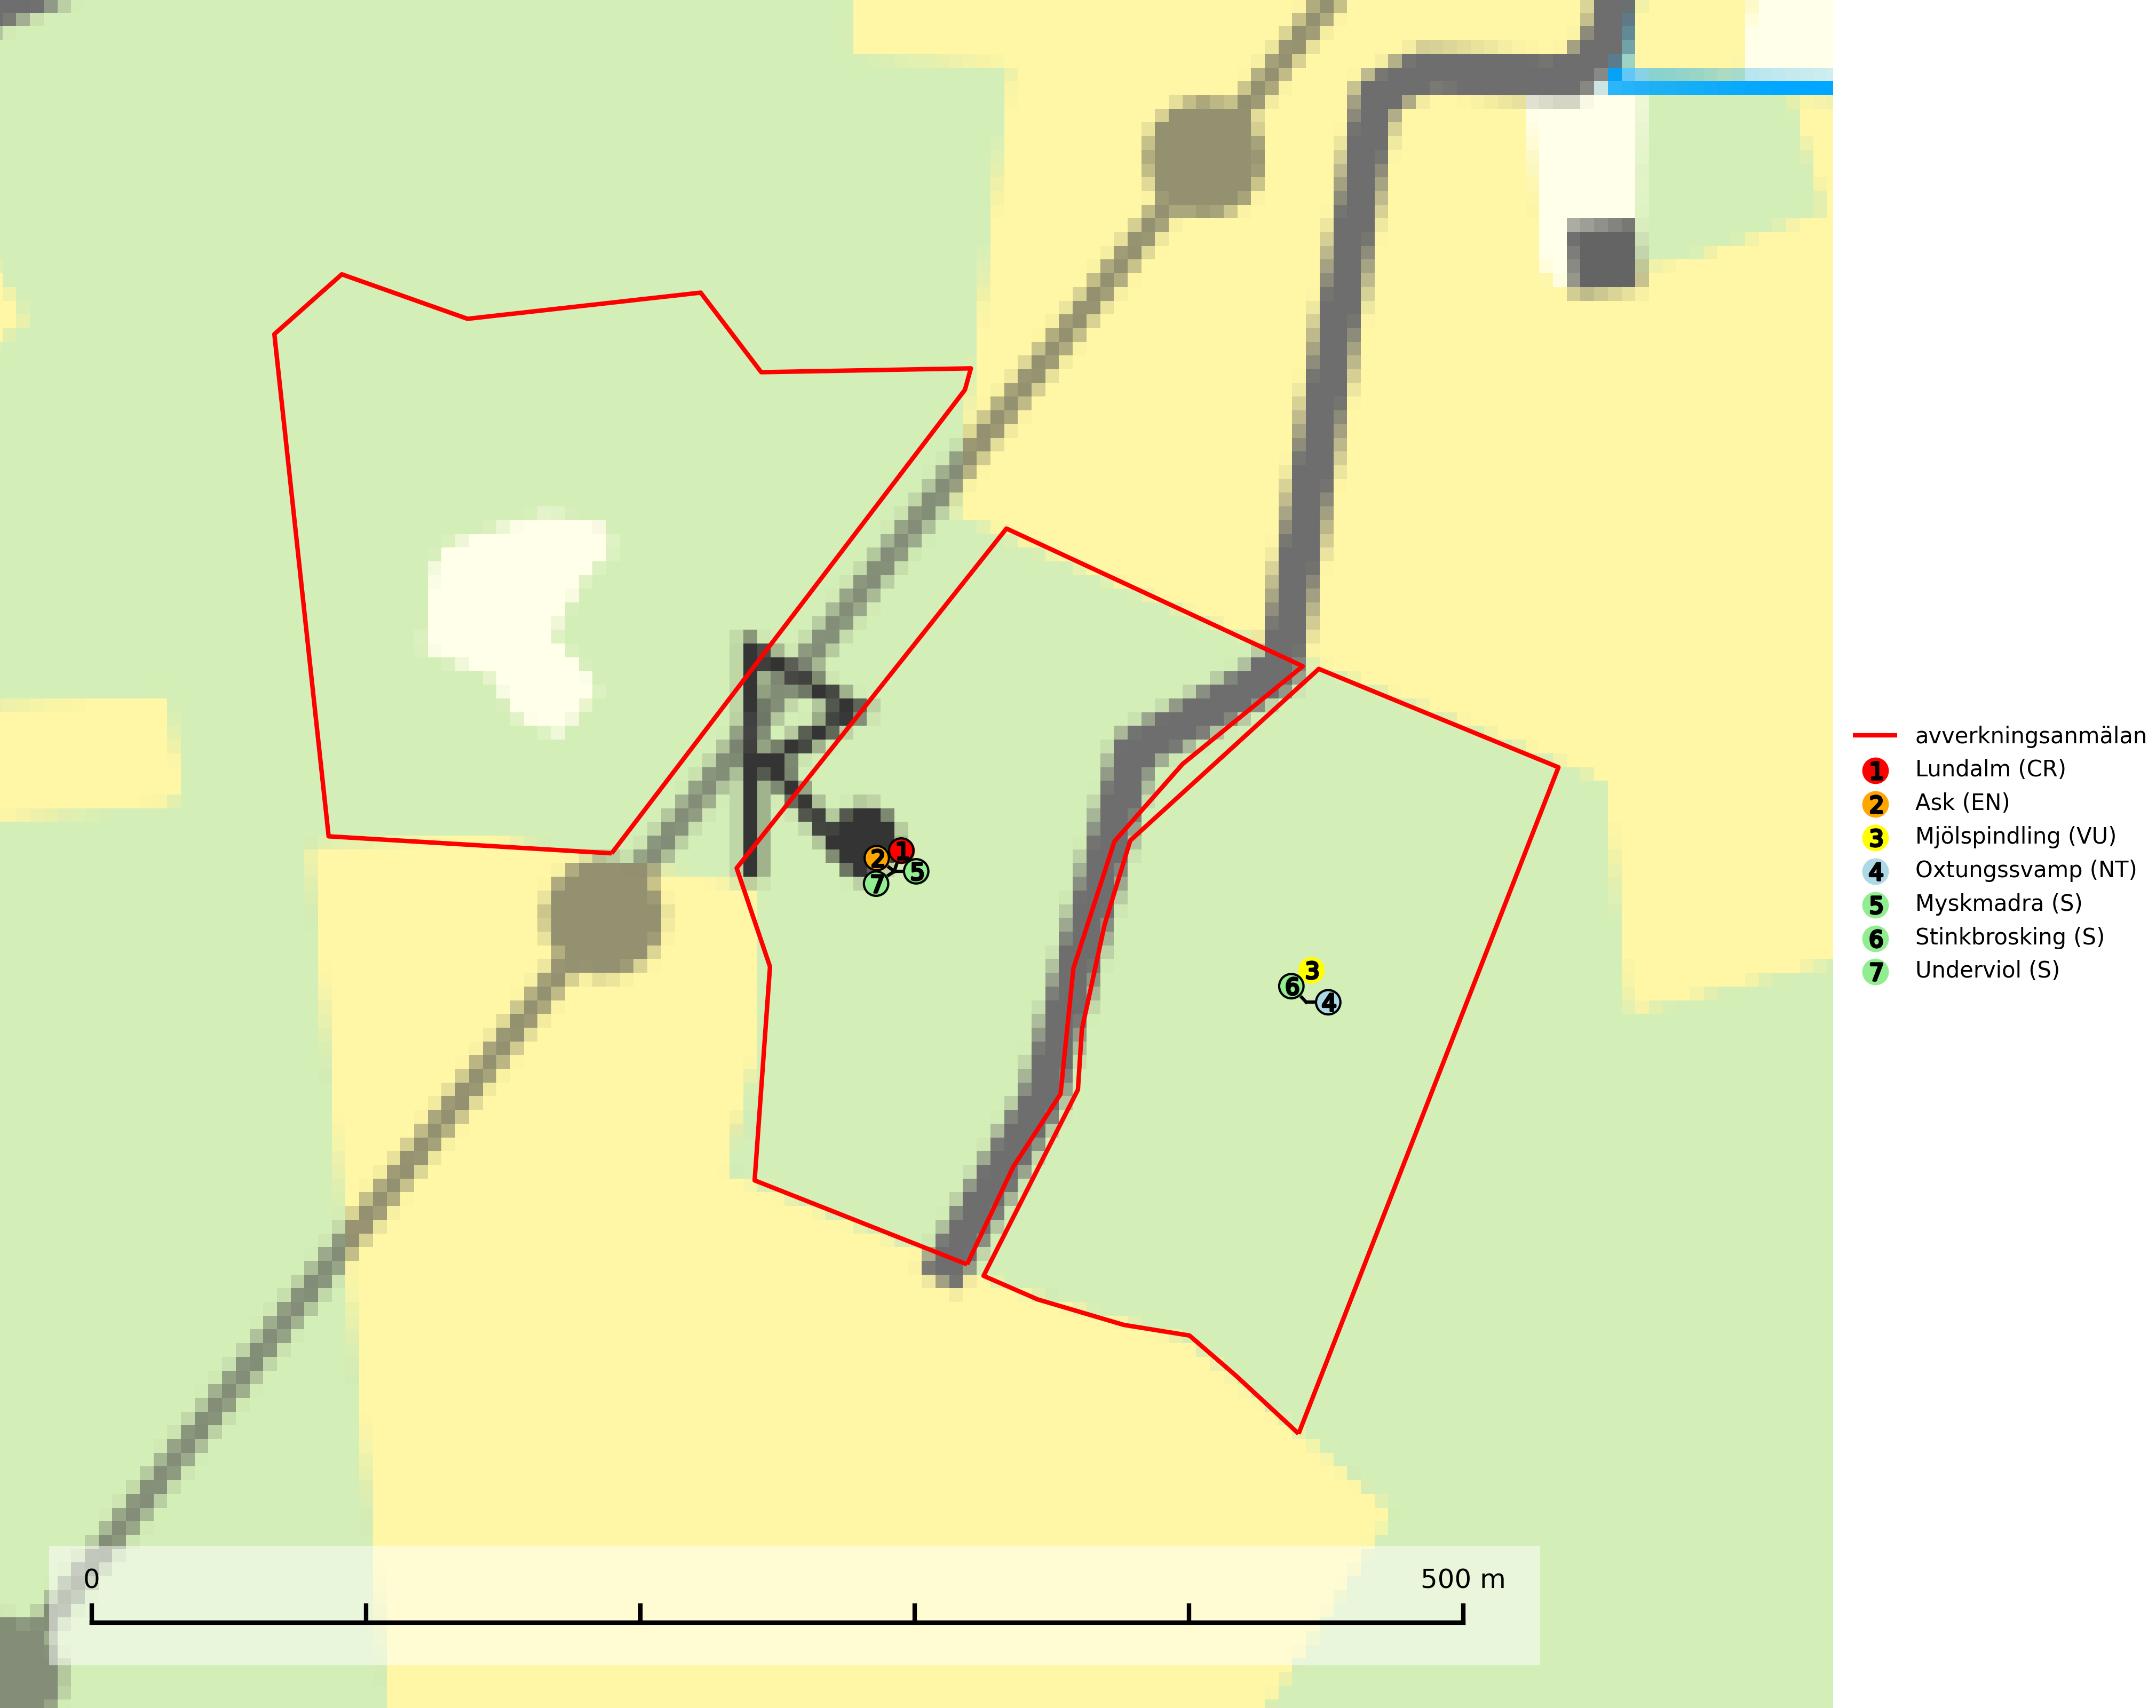 R
1
2
5
7
3
6
4
avverkningsanmälan
1 Lundalm (CR)
2 Ask (EN)
3 Mjölspindling (VU)
4 Oxtungssvamp (NT)
5 Myskmadra (S)
6 Stinkbrosking (S)
7 Underviol (S)
0 500 m